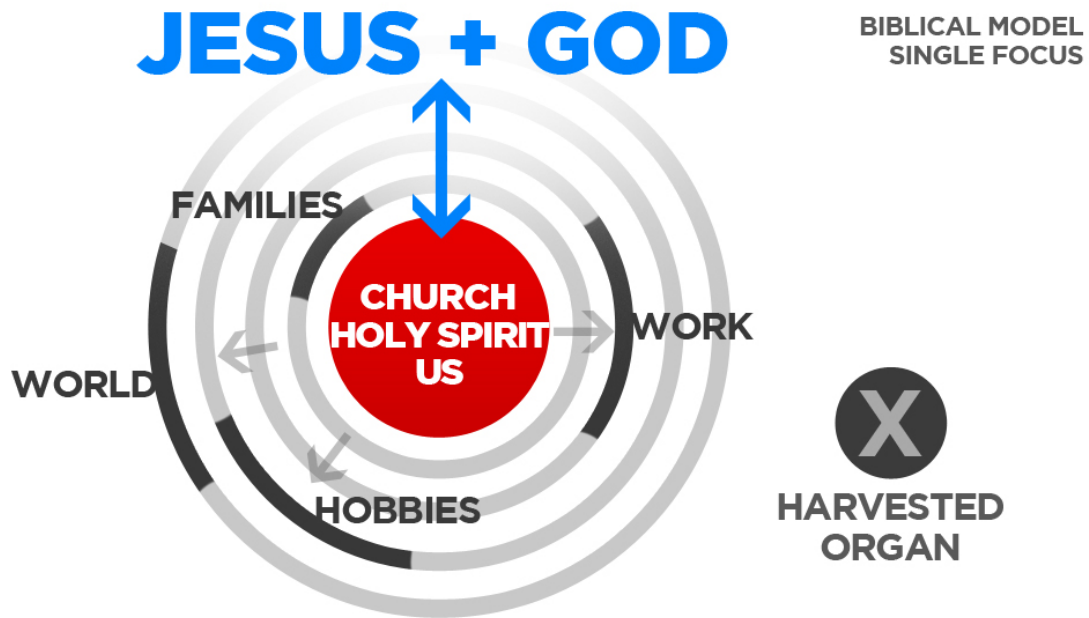 JESUS + GOD
BIBLICAL MODEL
SINGLE FOCUS
FAMILIES
CHURCH
HOLY SPIRIT
US
WORK
WORLD
X
HOBBIES
HARVESTED
ORGAN